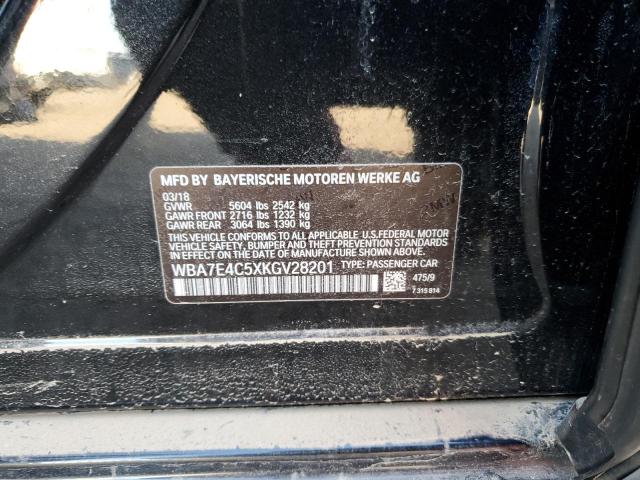 MFD BY BAYERISCHE MOTOREN WERKE AG
03/18
GVWR 5604 lbs 2542 kg
GAWR FRONT 2716 lbs 1232 kg
GAWR REAR 3064 lbs 1390 kg
THIS VEHICLE CONFORMS TO ALL APPLICABLE U.S. FEDERAL MOTOR
VEHICLE SAFETY, BUMPER AND THEFT PREVENTION STANDARDS IN
EFFECT ON THE DATE OF MANUFACTURE SHOWN ABOVE.
WBA7E4C5XKGV28201 TYPE: PASSENGER CAR
475/9
7 315 814